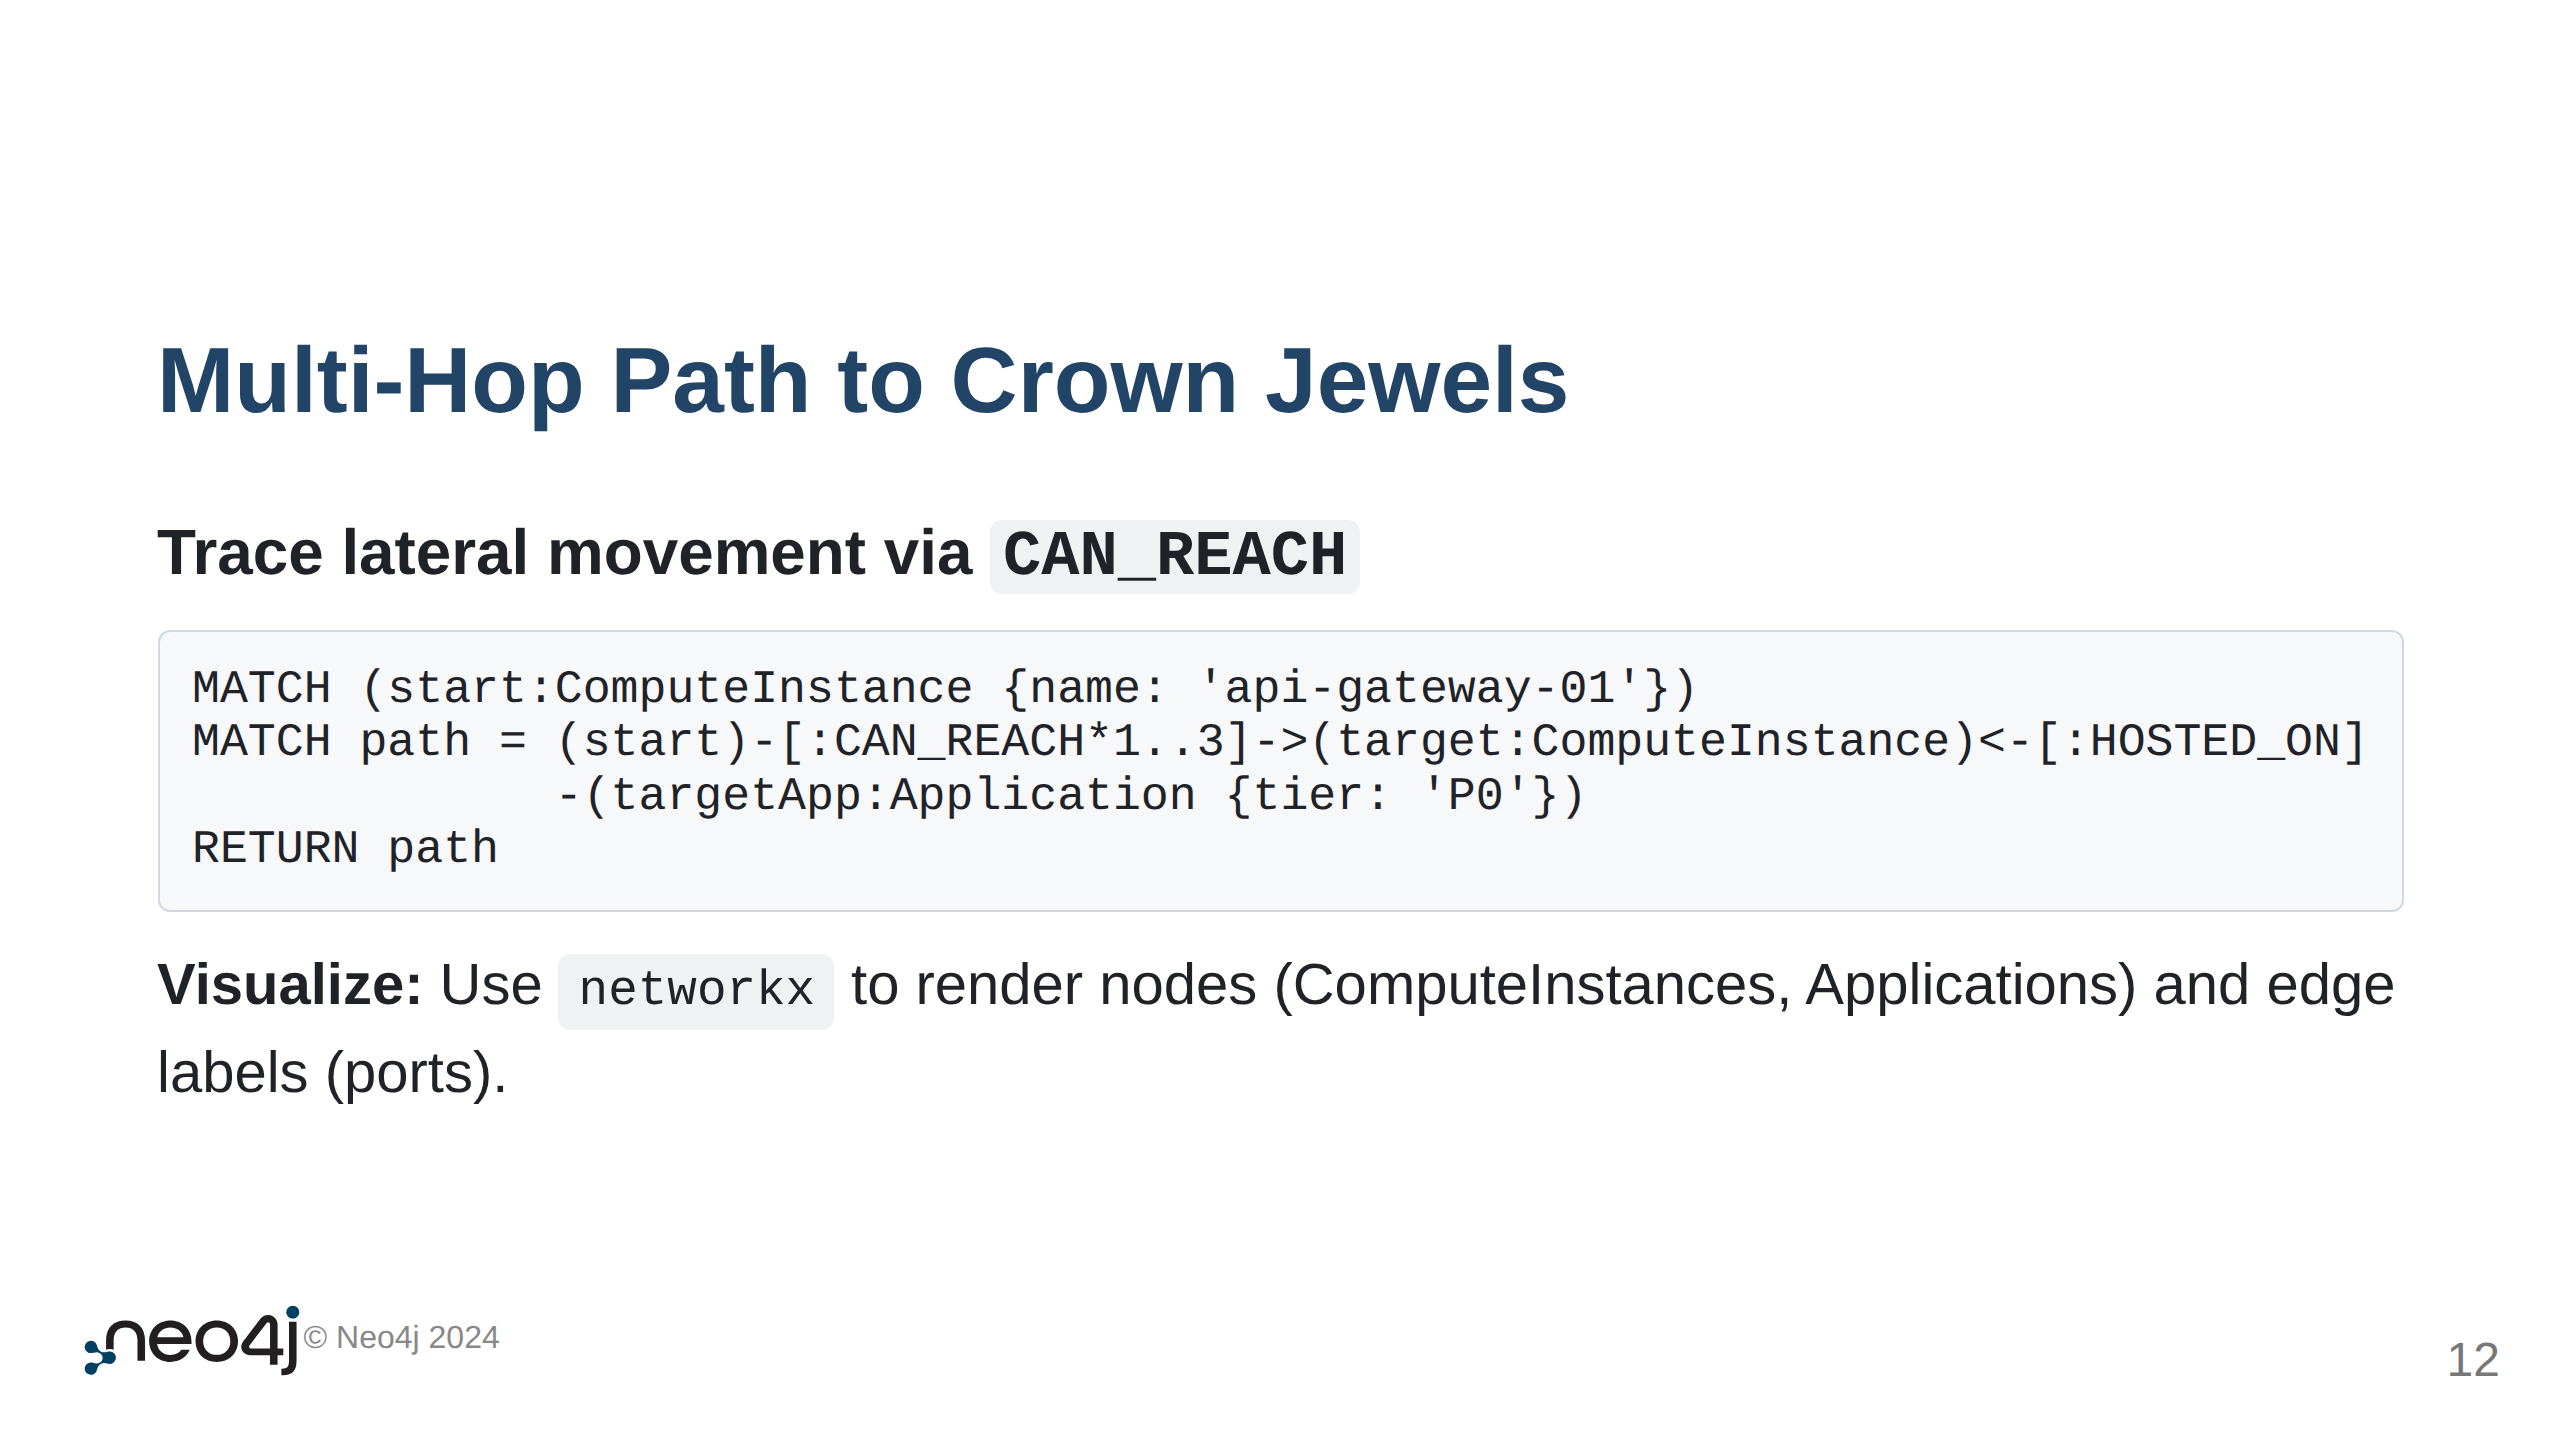 Multi-Hop Path to Crown Jewels
Trace lateral movement via CAN_REACH
MATCH (start:ComputeInstance {name: 'api-gateway-01'})
MATCH path = (start)-[:CAN_REACH*1..3]->(target:ComputeInstance)<-[:HOSTED_ON]
             -(targetApp:Application {tier: 'P0'})
RETURN path
Visualize: Use networkx to render nodes (ComputeInstances, Applications) and edge
labels (ports).
neo4j © Neo4j 2024
12